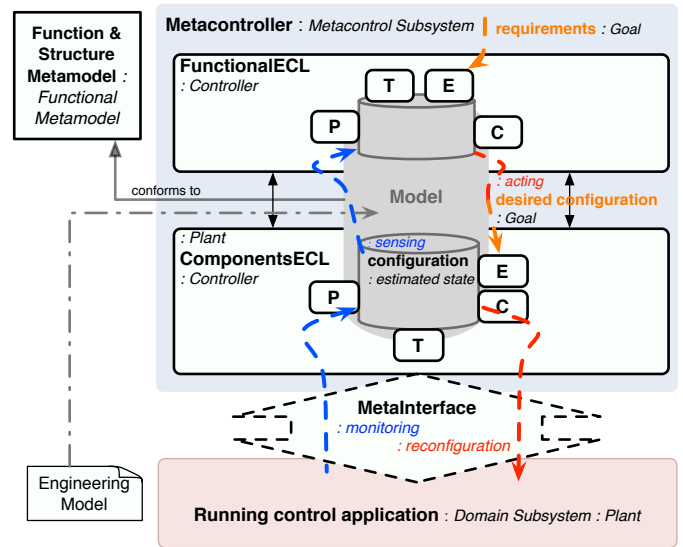 Function &
Structure
Metamodel :
Functional
Metamodel
Metacontroller : Metacontrol Subsystem
requirements : Goal
FunctionalECL
: Controller
T
E
P
C
conforms to
Model
: acting
desired configuration
: Goal
: Plant
ComponentsECL
: Controller
: sensing
configuration
: estimated state
E
P
C
T
MetaInterface
: monitoring
: reconfiguration
Engineering
Model
Running control application : Domain Subsystem : Plant